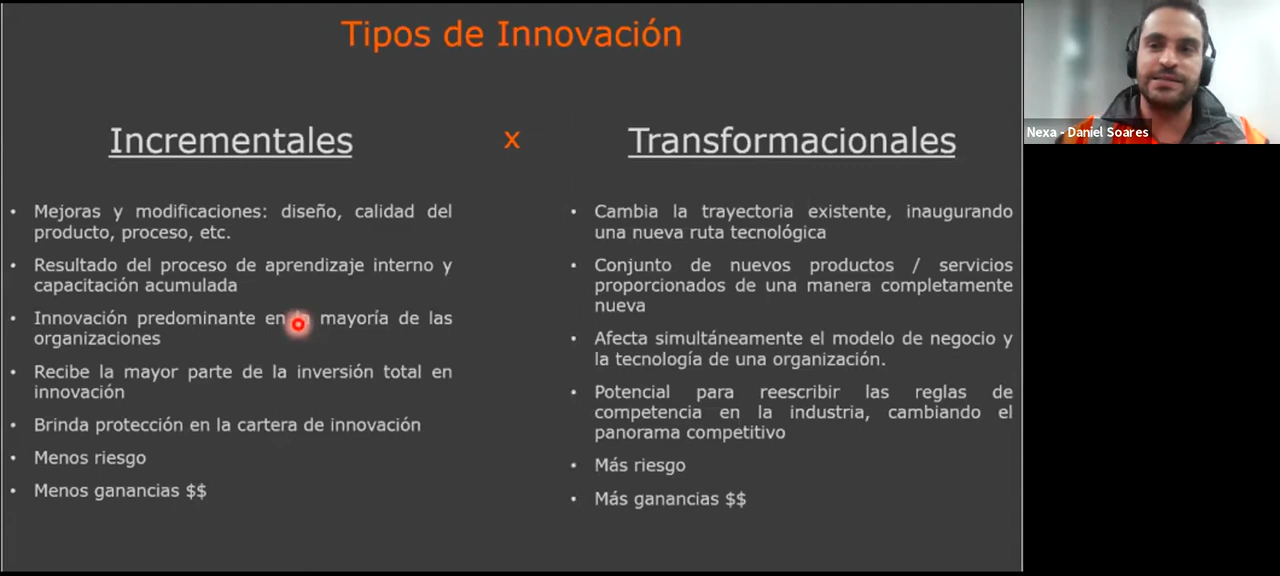 Tipos de Innovación
Incrementales
x
Transformacionales
• Mejoras y modificaciones: diseño, calidad del
producto, proceso, etc.
• Resultado del proceso de aprendizaje interno y
capacitación acumulada
• Innovación predominante en mayoría de las
organizaciones
• Recibe la mayor parte de la inversión total en
innovación
• Brinda protección en la cartera de innovación
• Menos riesgo
• Menos ganancias $$
• Cambia la trayectoria existente, inaugurando
una nueva ruta tecnológica
• Conjunto de nuevos productos / servicios
proporcionados de una manera completamente
nueva
• Afecta simultáneamente el modelo de negocio y
la tecnología de una organización.
• Potencial para reescribir las reglas de
competencia en la industria, cambiando el
panorama competitivo
• Más riesgo
• Más ganancias $$
Nexa - Daniel Soares